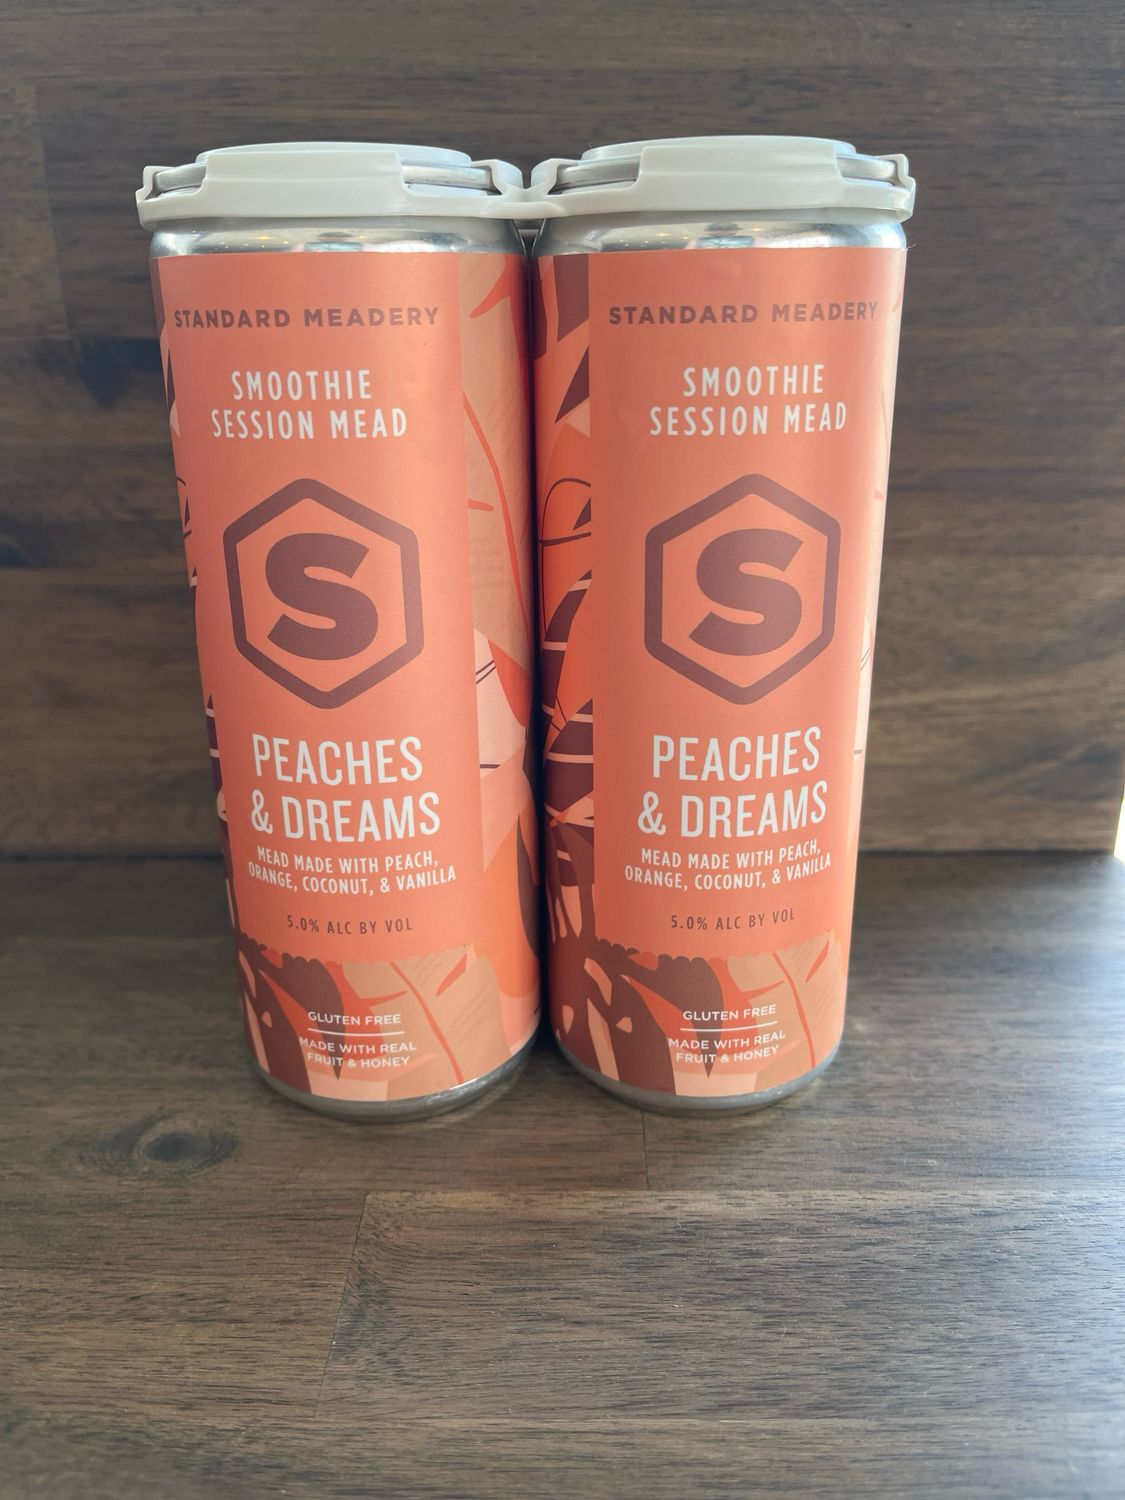 STANDARD MEADERY
SMOOTHIE
SESSION MEAD
S
PEACHES
& DREAMS
MEAD MADE WITH PEACH,
ORANGE, COCONUT, & VANILLA
5.0% ALC BY VOL
GLUTEN FREE
MADE WITH REAL
FRUIT & HONEY
STANDARD MEADERY
SMOOTHIE
SESSION MEAD
S
PEACHES
& DREAMS
MEAD MADE WITH PEACH,
ORANGE, COCONUT, & VANILLA
5.0% ALC BY VOL
GLUTEN FREE
MADE WITH REAL
FRUIT & HONEY